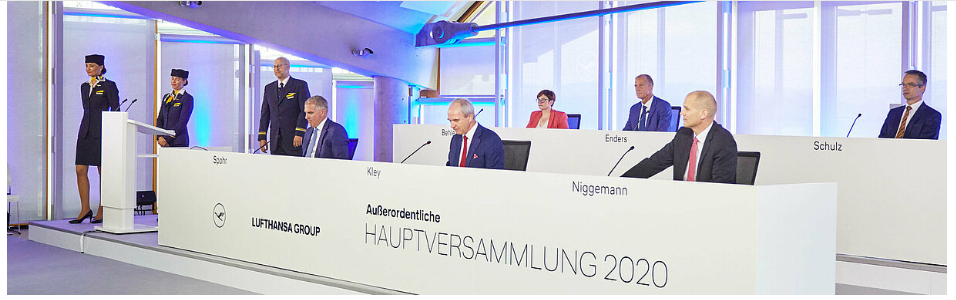 Enders
Schulz
Spohr
Kley
Niggemann
LUFTHANSA GROUP
Außerordentliche
HAUPTVERSAMMLUNG 2020